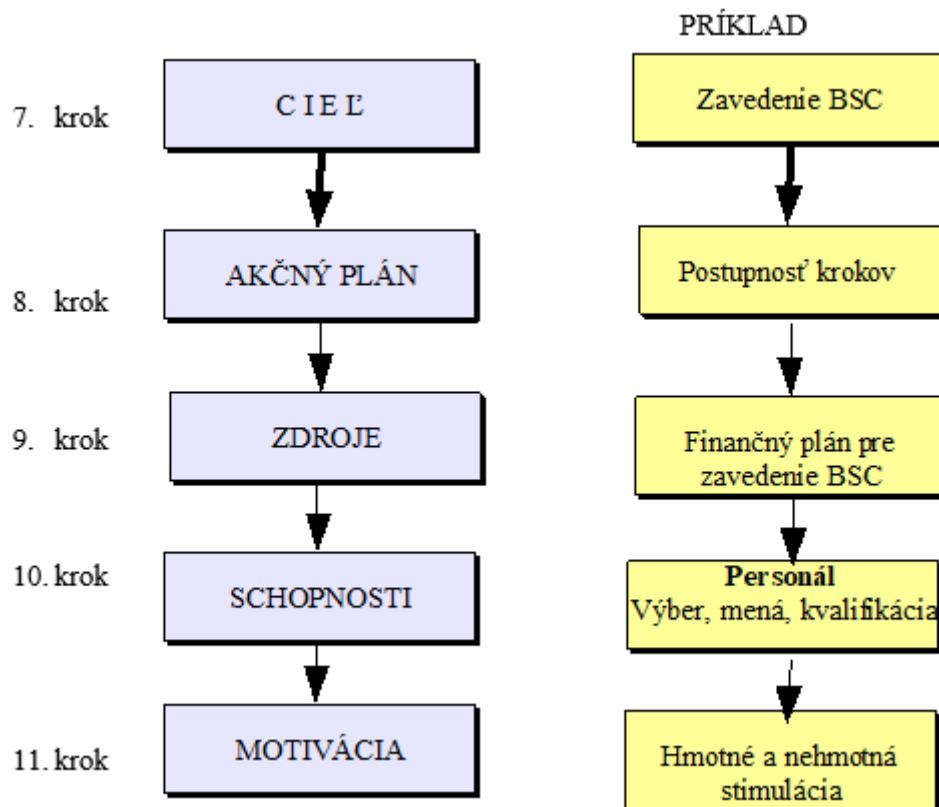 PRÍKLAD
7. krok
C I E Ľ
Zavedenie BSC
8. krok
AKČNÝ PLÁN
Postupnosť krokov
9. krok
ZDROJE
Finančný plán pre
zavedenie BSC
10. krok
SCHOPNOSTI
Personál
Výber, mená, kvalifikácia
11. krok
MOTIVÁCIA
Hmotné a nehmotná
stimulácia